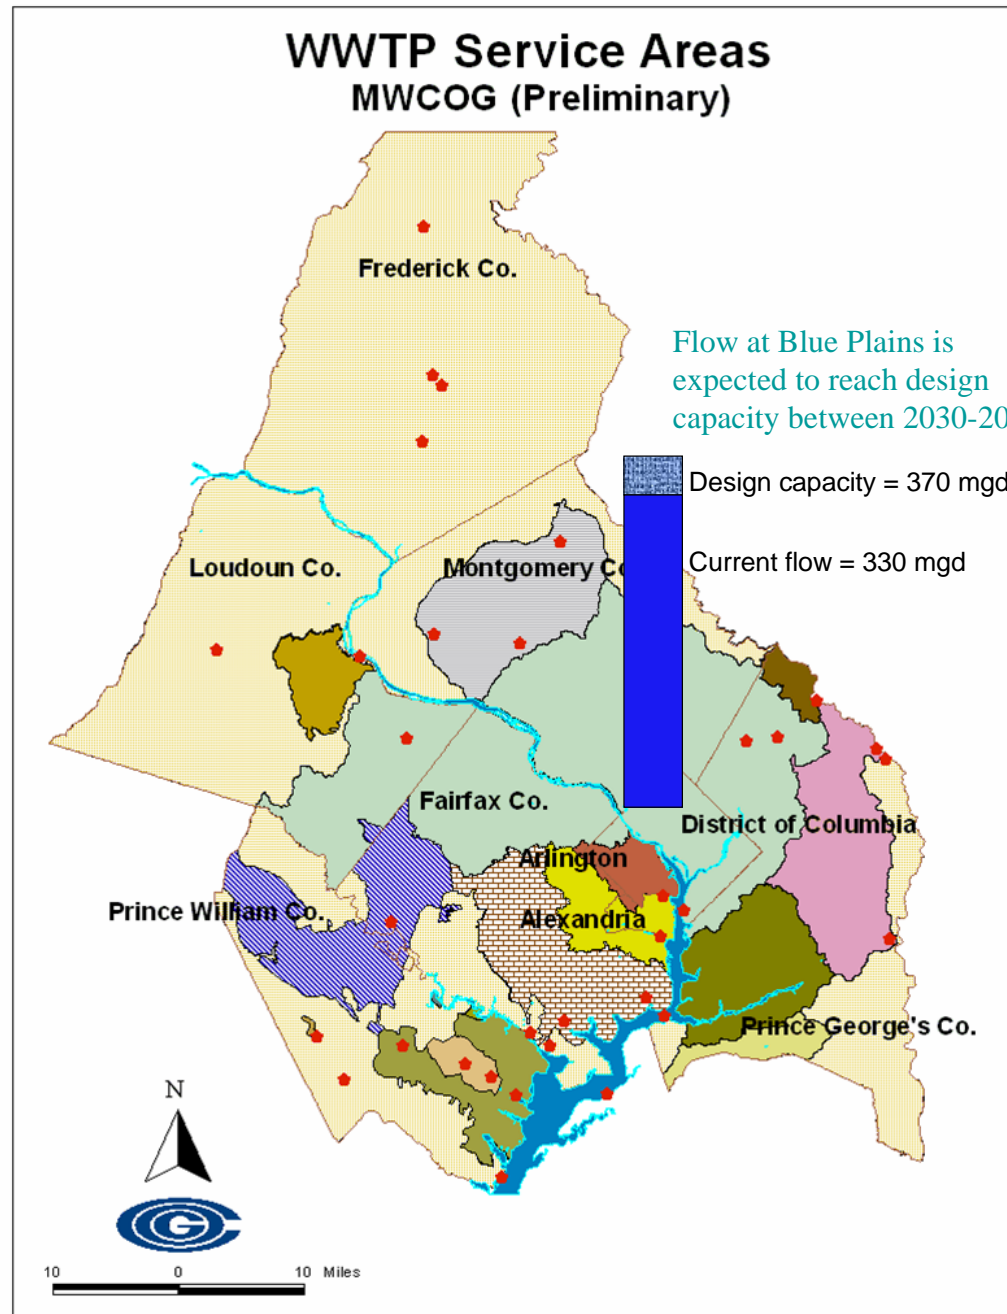 WWTP Service Areas
MWCOG (Preliminary)
Frederick Co.
Flow at Blue Plains is
expected to reach design
capacity between 2030-20
Design capacity = 370 mgd
Loudoun Co.
Montgomery Co
Current flow = 330 mgd
Fairfax Co.
District of Columbia
Arlington
Prince William Co.
Alexandria
Prince George's Co.
N
COG
10 0 10 Miles